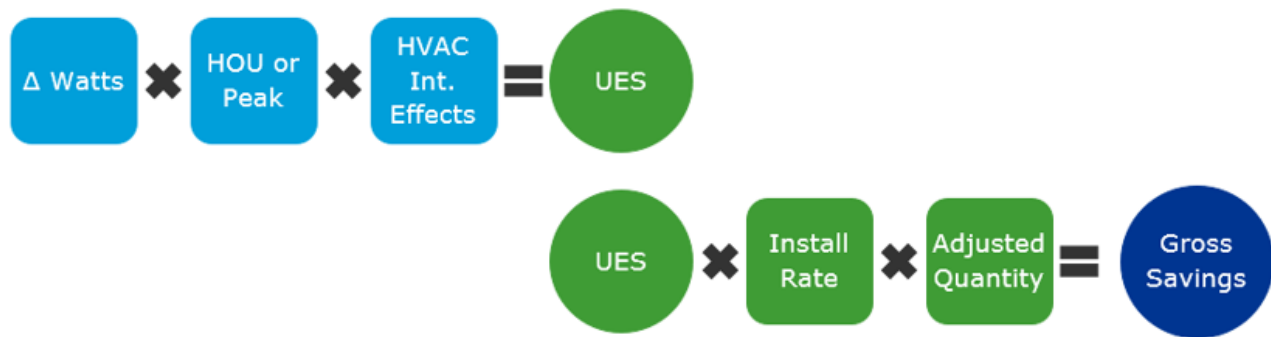 Δ Watts
HOU or
Peak
HVAC
Int.
Effects
UES
UES
Install
Rate
Adjusted
Quantity
Gross
Savings